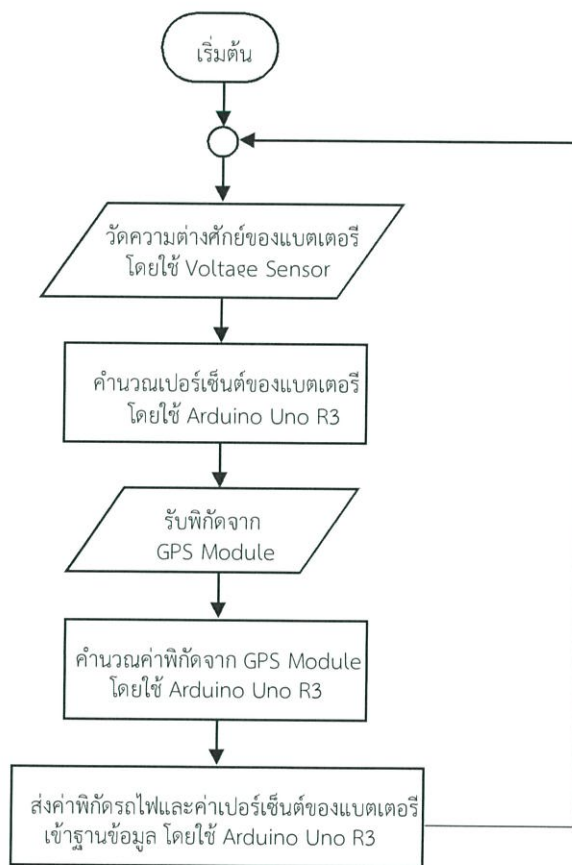 เริ่มต้น
วัดความต่างศักย์ของแบตเตอรี
โดยใช้ Voltage Sensor
คำนวณเปอร์เซ็นต์ของแบตเตอรี
โดยใช้ Arduino Uno R3
รับพิกัดจาก
GPS Module
คำนวณค่าพิกัดจาก GPS Module
โดยใช้ Arduino Uno R3
ส่งค่าพิกัดรถไฟและค่าเปอร์เซ็นต์ของแบตเตอรี
เข้าฐานข้อมูล โดยใช้ Arduino Uno R3